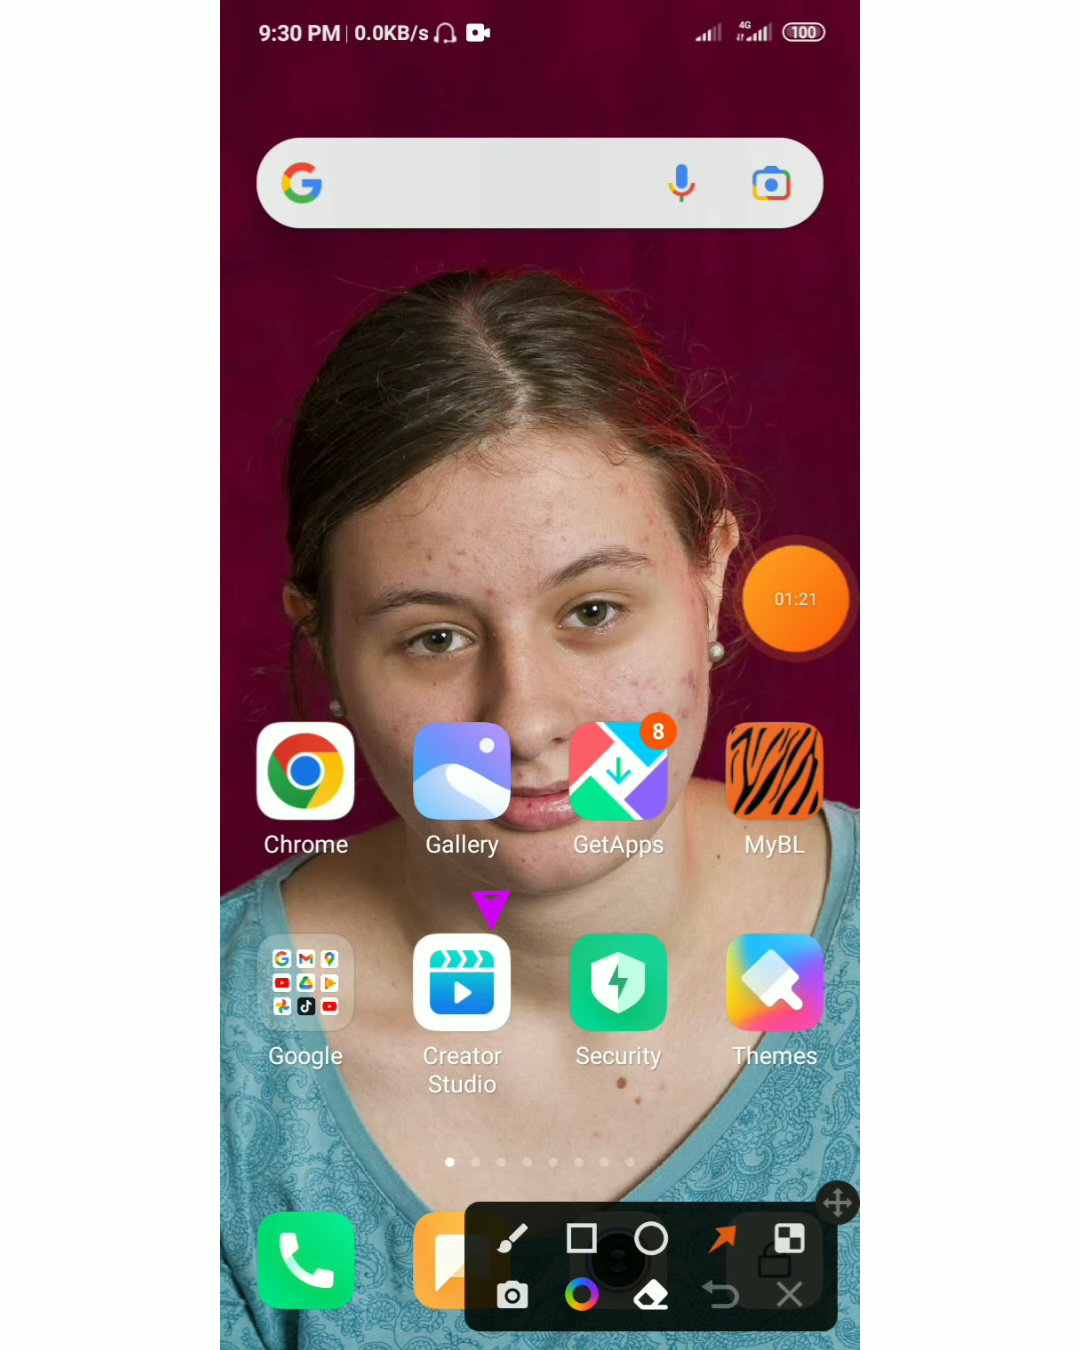 9:30 PM | 0.0KB/s 4G 100
01:21
8
Chrome Gallery GetApps MyBL
Google Creator Studio Security Themes